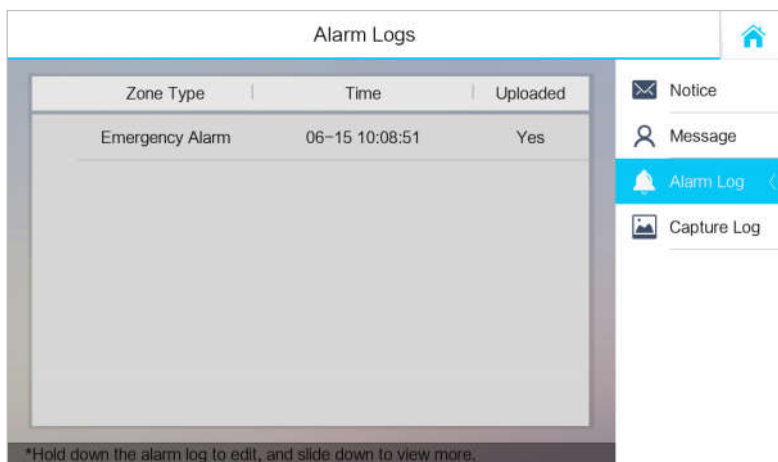 Alarm Logs
Zone Type Time Uploaded
Emergency Alarm 06-15 10:08:51 Yes
*Hold down the alarm log to edit, and slide down to view more.
Notice
Message
Alarm Log
Capture Log